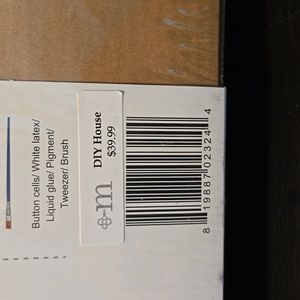 Button cells/ White latex/
Liquid glue/ Pigment/
Tweezer/ Brush
m
DIY House
$39.99
8 19887 02324 4